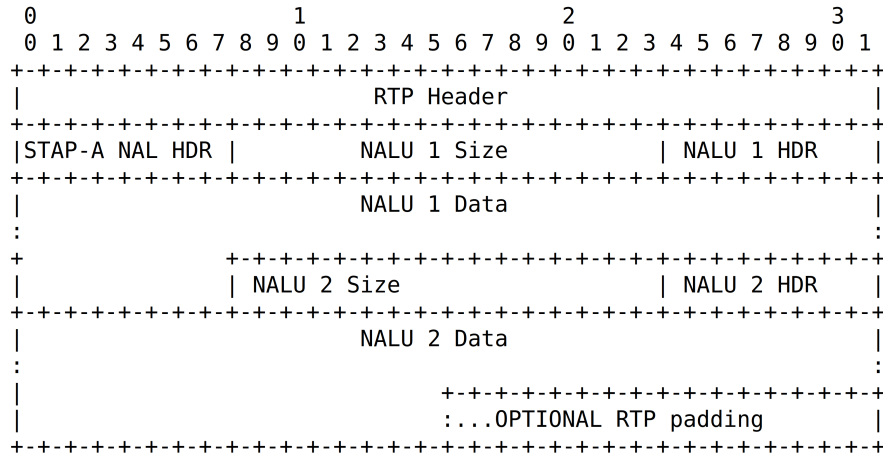 0                   1                   2                   3
 0 1 2 3 4 5 6 7 8 9 0 1 2 3 4 5 6 7 8 9 0 1 2 3 4 5 6 7 8 9 0 1
+-+-+-+-+-+-+-+-+-+-+-+-+-+-+-+-+-+-+-+-+-+-+-+-+-+-+-+-+-+-+-+-+
|                          RTP Header                           |
+-+-+-+-+-+-+-+-+-+-+-+-+-+-+-+-+-+-+-+-+-+-+-+-+-+-+-+-+-+-+-+-+
|STAP-A NAL HDR |         NALU 1 Size           | NALU 1 HDR    |
+-+-+-+-+-+-+-+-+-+-+-+-+-+-+-+-+-+-+-+-+-+-+-+-+-+-+-+-+-+-+-+-+
|                         NALU 1 Data                           |
:                                                               :
+               +-+-+-+-+-+-+-+-+-+-+-+-+-+-+-+-+-+-+-+-+-+-+-+-+
|               | NALU 2 Size                   | NALU 2 HDR    |
+-+-+-+-+-+-+-+-+-+-+-+-+-+-+-+-+-+-+-+-+-+-+-+-+-+-+-+-+-+-+-+-+
|                         NALU 2 Data                           |
:                                                               :
|                               +-+-+-+-+-+-+-+-+-+-+-+-+-+-+-+-+
|                               :...OPTIONAL RTP padding        |
+-+-+-+-+-+-+-+-+-+-+-+-+-+-+-+-+-+-+-+-+-+-+-+-+-+-+-+-+-+-+-+-+